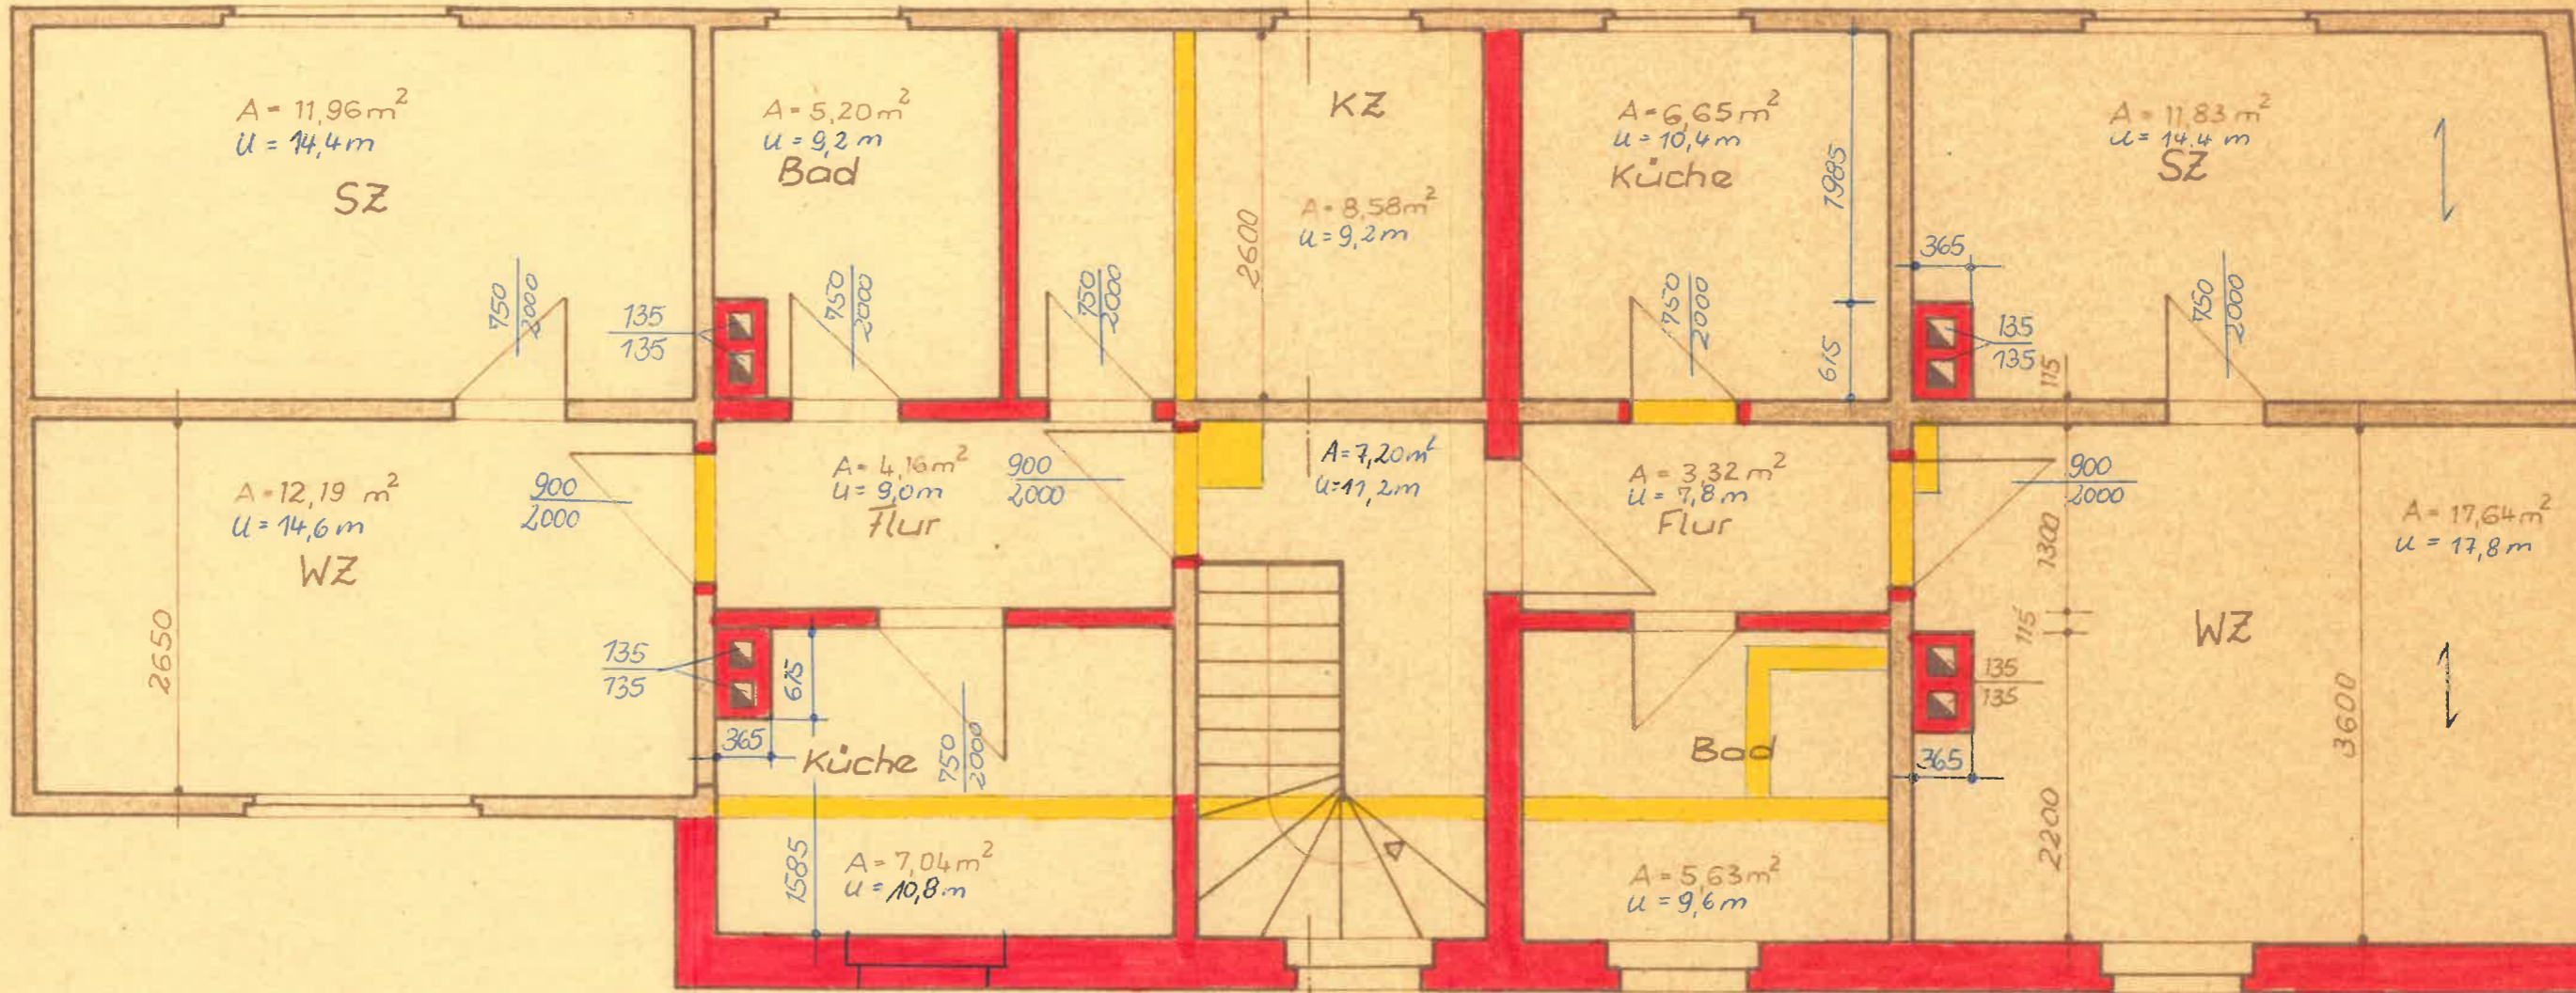 A = 11,96 m²
U = 14,4 m
SZ
750
2000
135
135
A = 5,20 m²
U = 9,2 m
Bad
750
2000
750
2000
2600
KZ
A = 8,58 m²
U = 9,2 m
A = 6,65 m²
U = 10,4 m
Küche
1985
615
750
2000
365
135
135
115
A = 11,83 m²
U = 14,4 m
SZ
750
2000
2650
A = 12,19 m²
U = 14,6 m
WZ
900
2000
A = 4,16 m²
U = 9,0 m
Flur
900
2000
A = 7,20 m²
U = 11,2 m
A = 3,32 m²
U = 7,8 m
Flur
900
2000
1300
115
2200
A = 17,64 m²
U = 17,8 m
WZ
3600
135
135
615
365
Küche
750
2000
1585
A = 7,04 m²
U = 10,8 m
Bad
A = 5,63 m²
U = 9,6 m
135
135
365